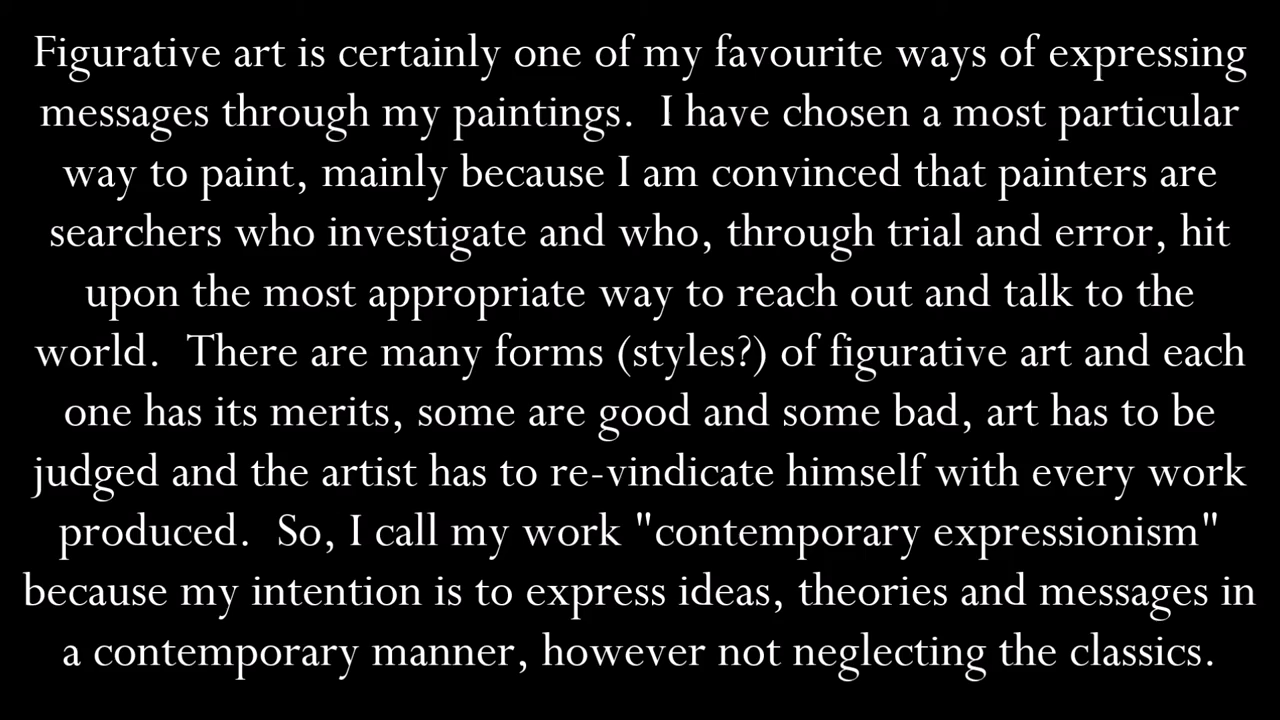 Figurative art is certainly one of my favourite ways of expressing
messages through my paintings.  I have chosen a most particular
way to paint, mainly because I am convinced that painters are
searchers who investigate and who, through trial and error, hit
upon the most appropriate way to reach out and talk to the
world.  There are many forms (styles?) of figurative art and each
one has its merits, some are good and some bad, art has to be
judged and the artist has to re-vindicate himself with every work
produced.  So, I call my work "contemporary expressionism"
because my intention is to express ideas, theories and messages in
a contemporary manner, however not neglecting the classics.